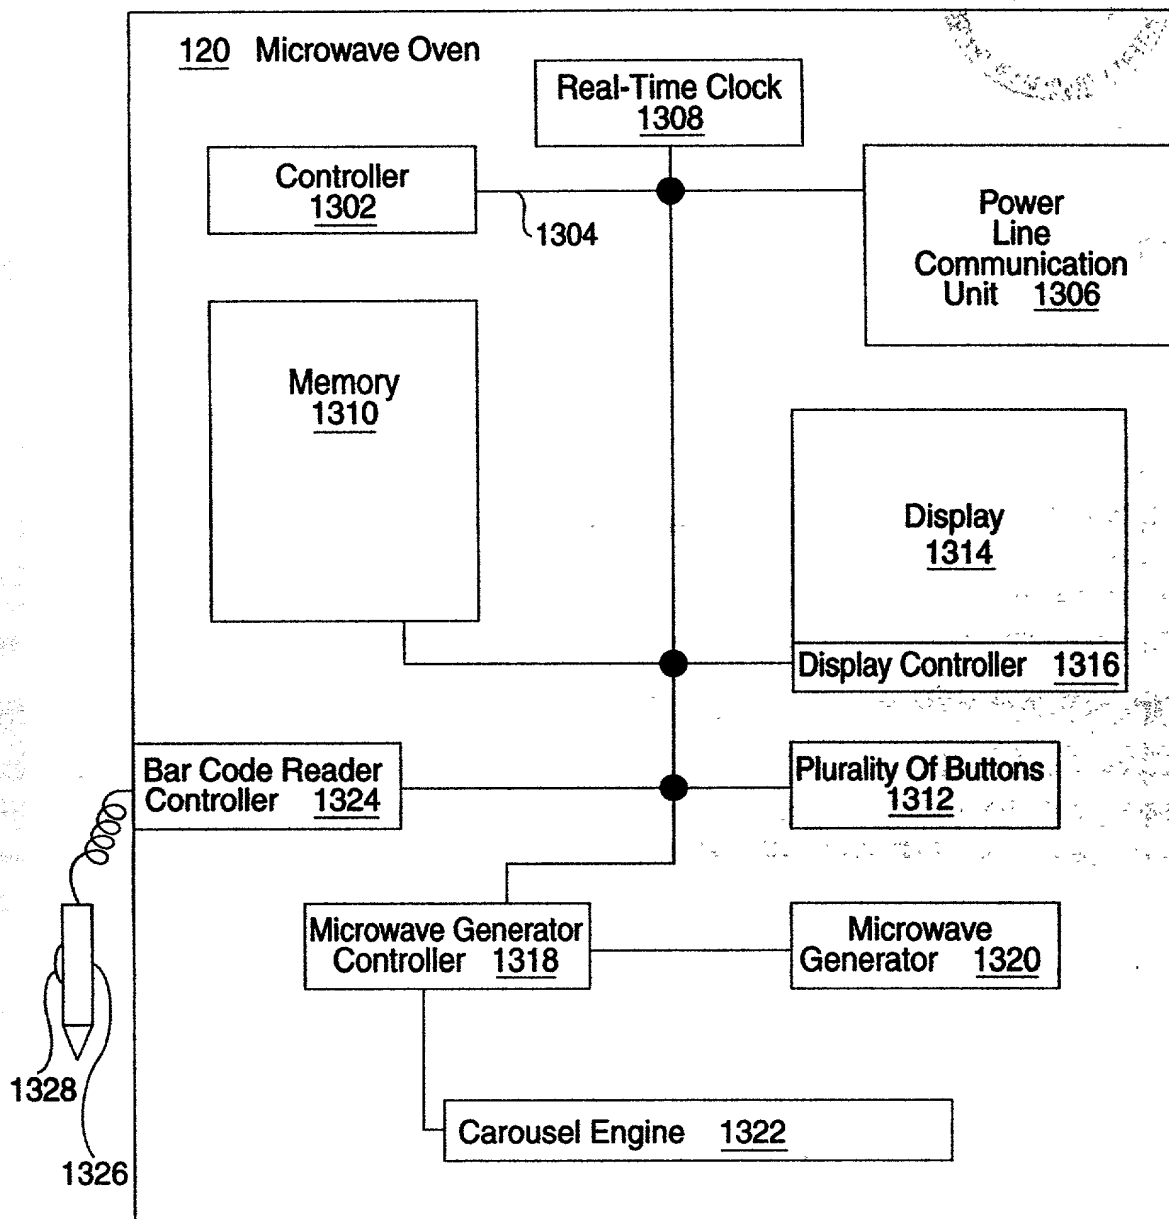 120 Microwave Oven
Real-Time Clock
1308
Controller
1302
1304
Power
Line
Communication
Unit 1306
Memory
1310
Display
1314
Display Controller 1316
Bar Code Reader
Controller 1324
Plurality Of Buttons
1312
Microwave Generator
Controller 1318
Microwave
Generator 1320
1328
1326
Carousel Engine 1322